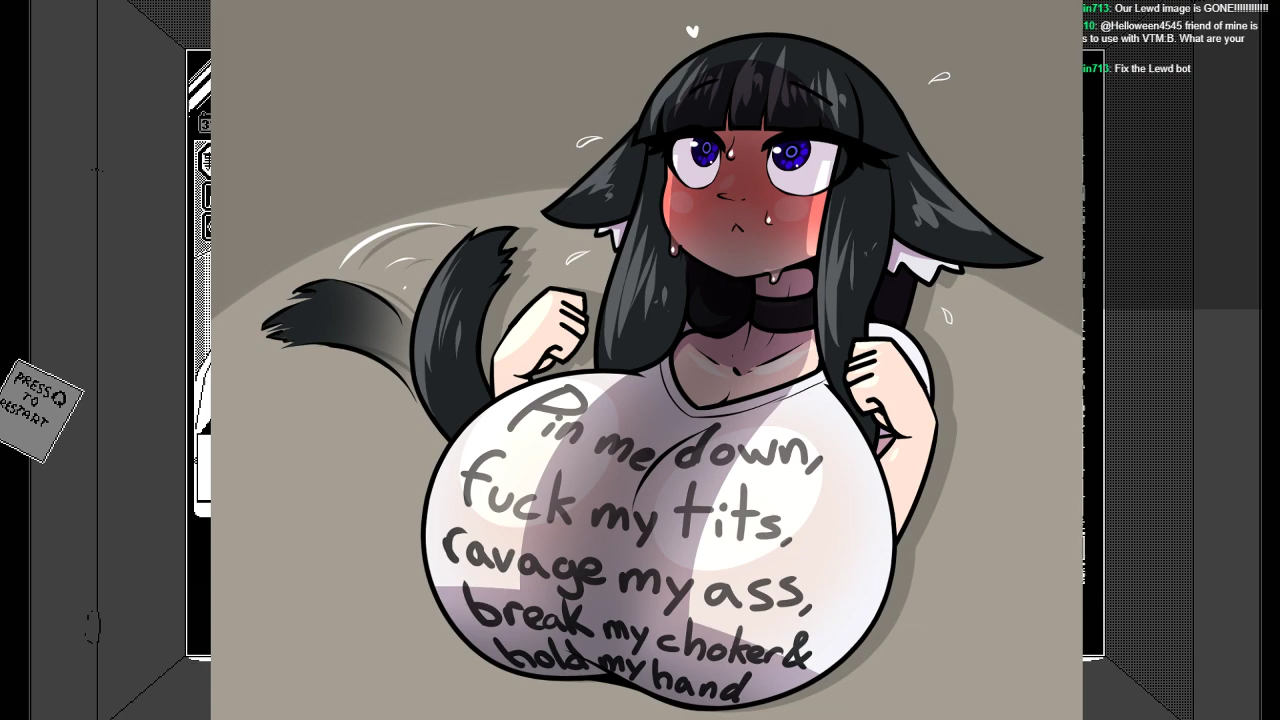 in713: Our Lewd image is GONE!!!!!!!!!!!!
10: @Helloween4545 friend of mine is
s to use with VTM:B. What are your
in713: Fix the Lewd bot
PRESS Q
TO
RESTART
Pin me down,
fuck my tits,
ravage my ass,
break my choker&
hold my hand